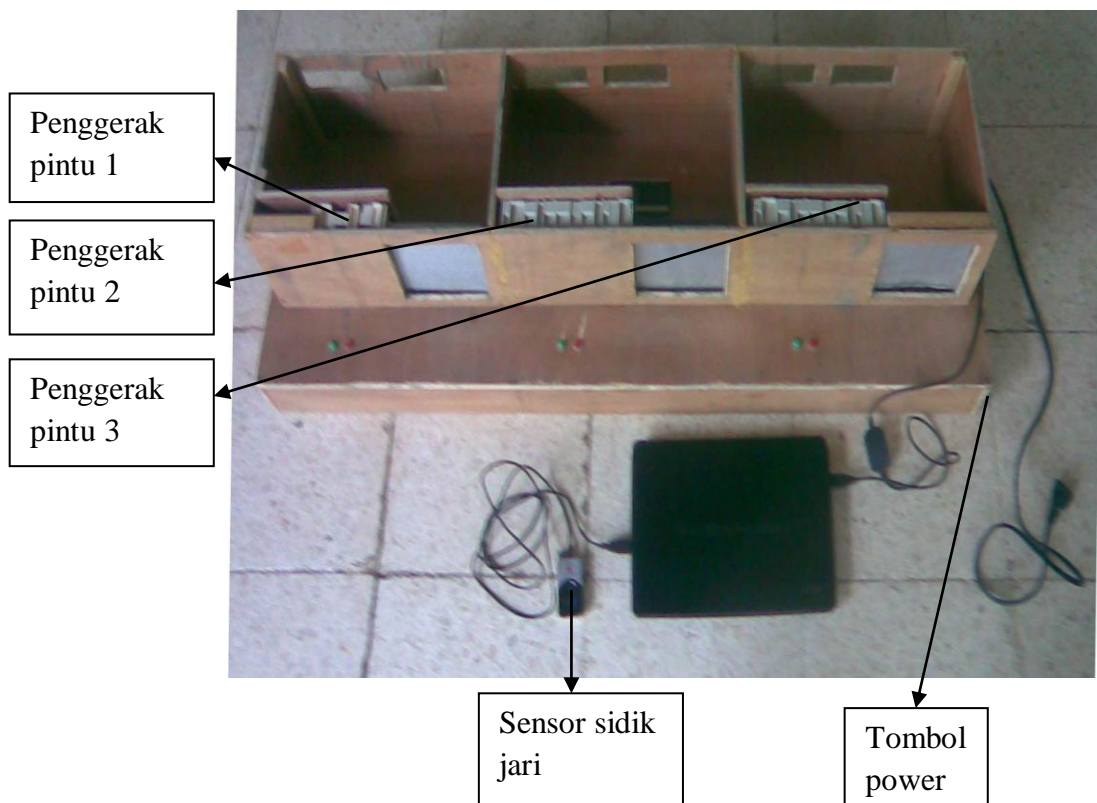 Penggerak
pintu 1
Penggerak
pintu 2
Penggerak
pintu 3
Sensor sidik
jari
Tombol
power